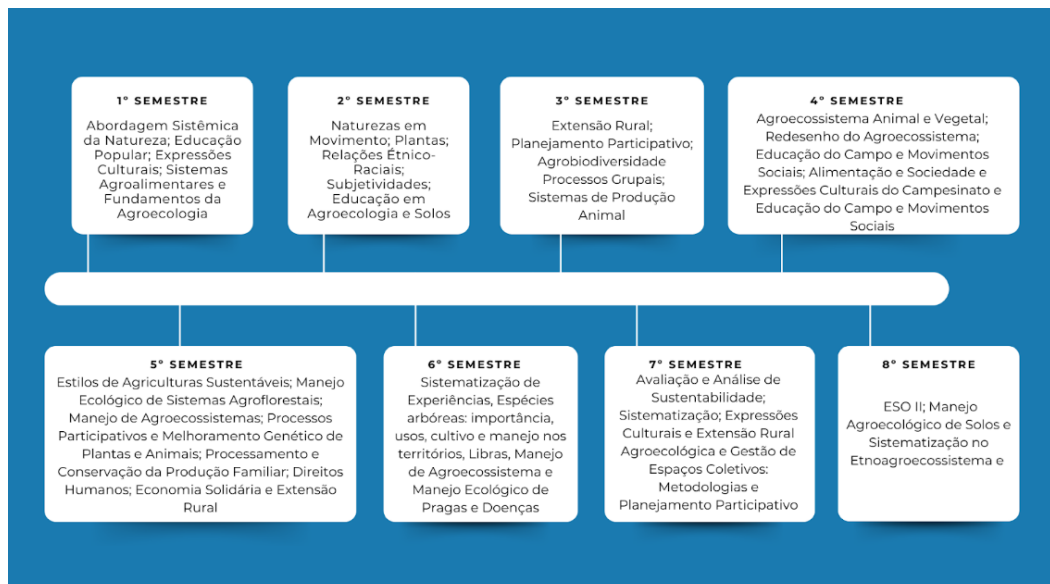 1º SEMESTRE
Abordagem Sistêmica
da Natureza; Educação
Popular; Expressões
Culturais; Sistemas
Agroalimentares e
Fundamentos da
Agroecologia
2º SEMESTRE
Naturezas em
Movimento; Plantas;
Relações Étnico-
Raciais;
Subjetividades;
Educação em
Agroecologia e Solos
3º SEMESTRE
Extensão Rural;
Planejamento Participativo;
Agrobiodiversidade
Processos Grupais;
Sistemas de Produção
Animal
4º SEMESTRE
Agroecossistema Animal e Vegetal;
Redesenho do Agroecossistema;
Educação do Campo e Movimentos
Sociais; Alimentação e Sociedade e
Expressões Culturais do Campesinato e
Educação do Campo e Movimentos
Sociais
5º SEMESTRE
Estilos de Agriculturas Sustentáveis; Manejo
Ecológico de Sistemas Agroflorestais;
Manejo de Agroecossistemas; Processos
Participativos e Melhoramento Genético de
Plantas e Animais; Processamento e
Conservação da Produção Familiar; Direitos
Humanos; Economia Solidária e Extensão
Rural
6º SEMESTRE
Sistematização de
Experiências, Espécies
arbóreas: importância,
usos, cultivo e manejo nos
territórios, Libras, Manejo
de Agroecossistema e
Manejo Ecológico de
Pragas e Doenças
7º SEMESTRE
Avaliação e Análise de
Sustentabilidade;
Sistematização; Expressões
Culturais e Extensão Rural
Agroecológica e Gestão de
Espaços Coletivos:
Metodologias e
Planejamento Participativo
8º SEMESTRE
ESO II; Manejo
Agroecológico de Solos e
Sistematização no
Etnoagroecossistema e